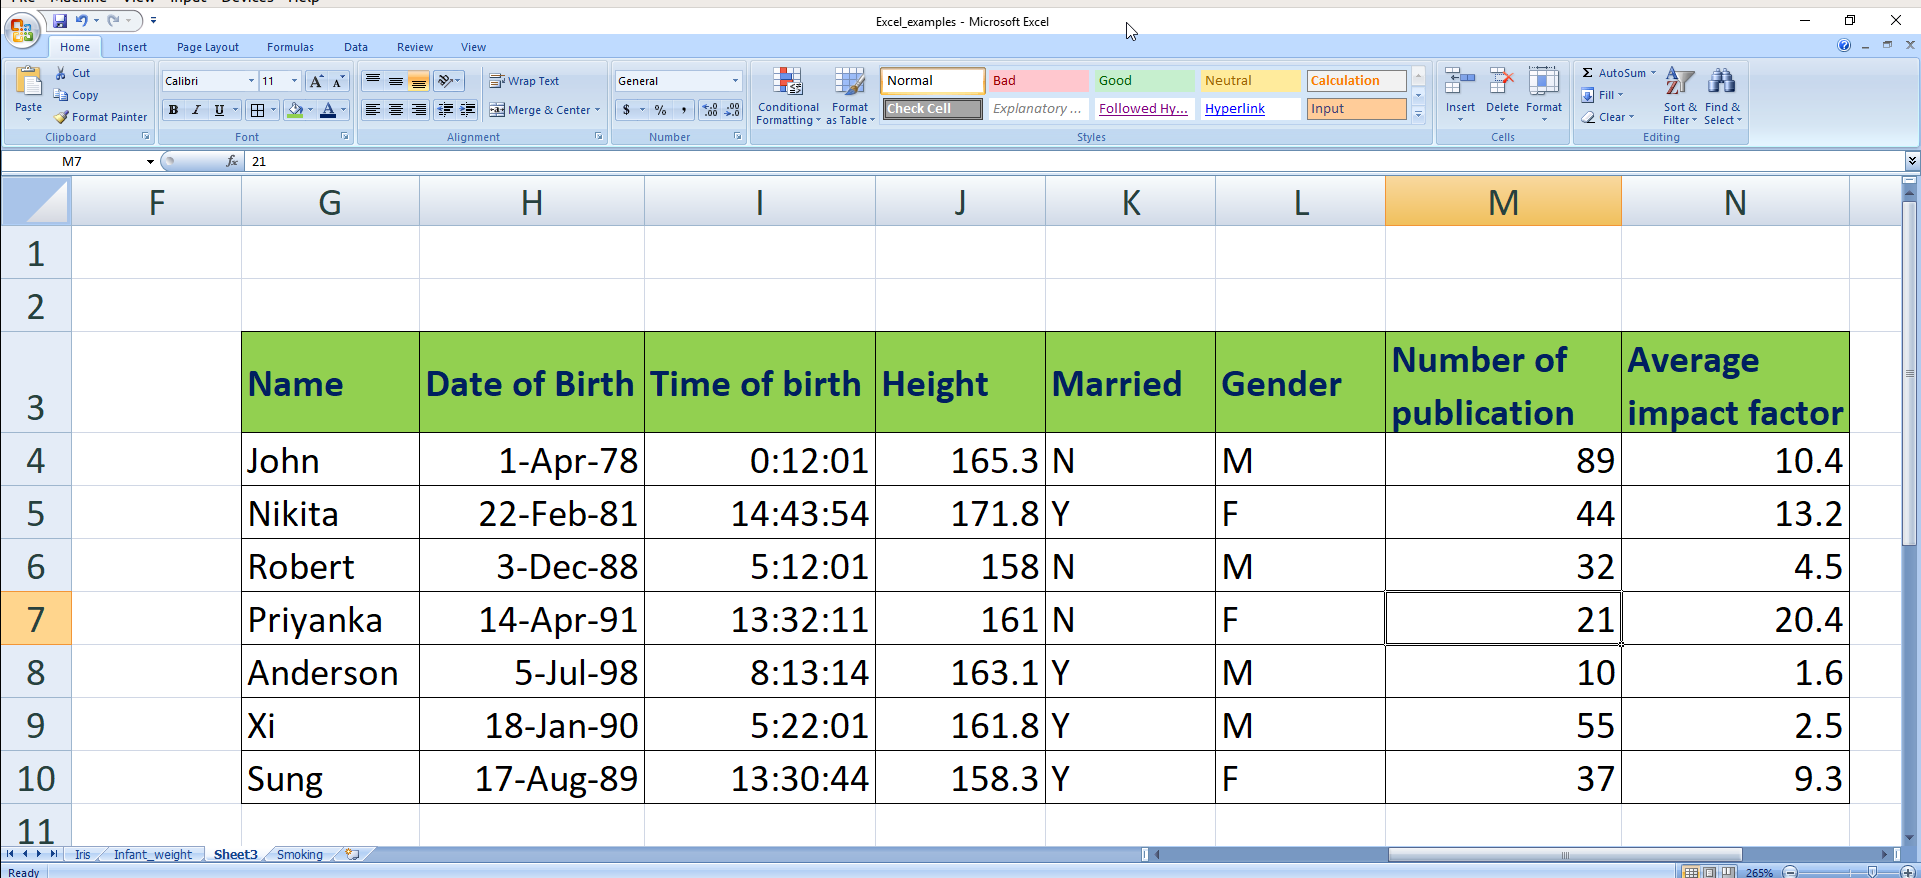 File Machine View Input Devices Help
Excel_examples - Microsoft Excel
Home Insert Page Layout Formulas Data Review View
Paste
Cut
Copy
Format Painter
Clipboard
Calibri 11
B I U
Font
Wrap Text
Merge & Center
Alignment
General
$ % ,
Number
Conditional Formatting
Format as Table
Normal Bad Good Neutral Calculation
Check Cell Explanatory ... Followed Hy... Hyperlink Input
Styles
Insert Delete Format
Cells
Σ AutoSum
Fill
Clear
Sort & Filter
Find & Select
Editing
M7 fx 21
F G H I J K L M N
1
2
3 Name Date of Birth Time of birth Height Married Gender Number of publication Average impact factor
4 John 1-Apr-78 0:12:01 165.3 N M 89 10.4
5 Nikita 22-Feb-81 14:43:54 171.8 Y F 44 13.2
6 Robert 3-Dec-88 5:12:01 158 N M 32 4.5
7 Priyanka 14-Apr-91 13:32:11 161 N F 21 20.4
8 Anderson 5-Jul-98 8:13:14 163.1 Y M 10 1.6
9 Xi 18-Jan-90 5:22:01 161.8 Y M 55 2.5
10 Sung 17-Aug-89 13:30:44 158.3 Y F 37 9.3
11
Iris Infant_weight Sheet3 Smoking
Ready 265%